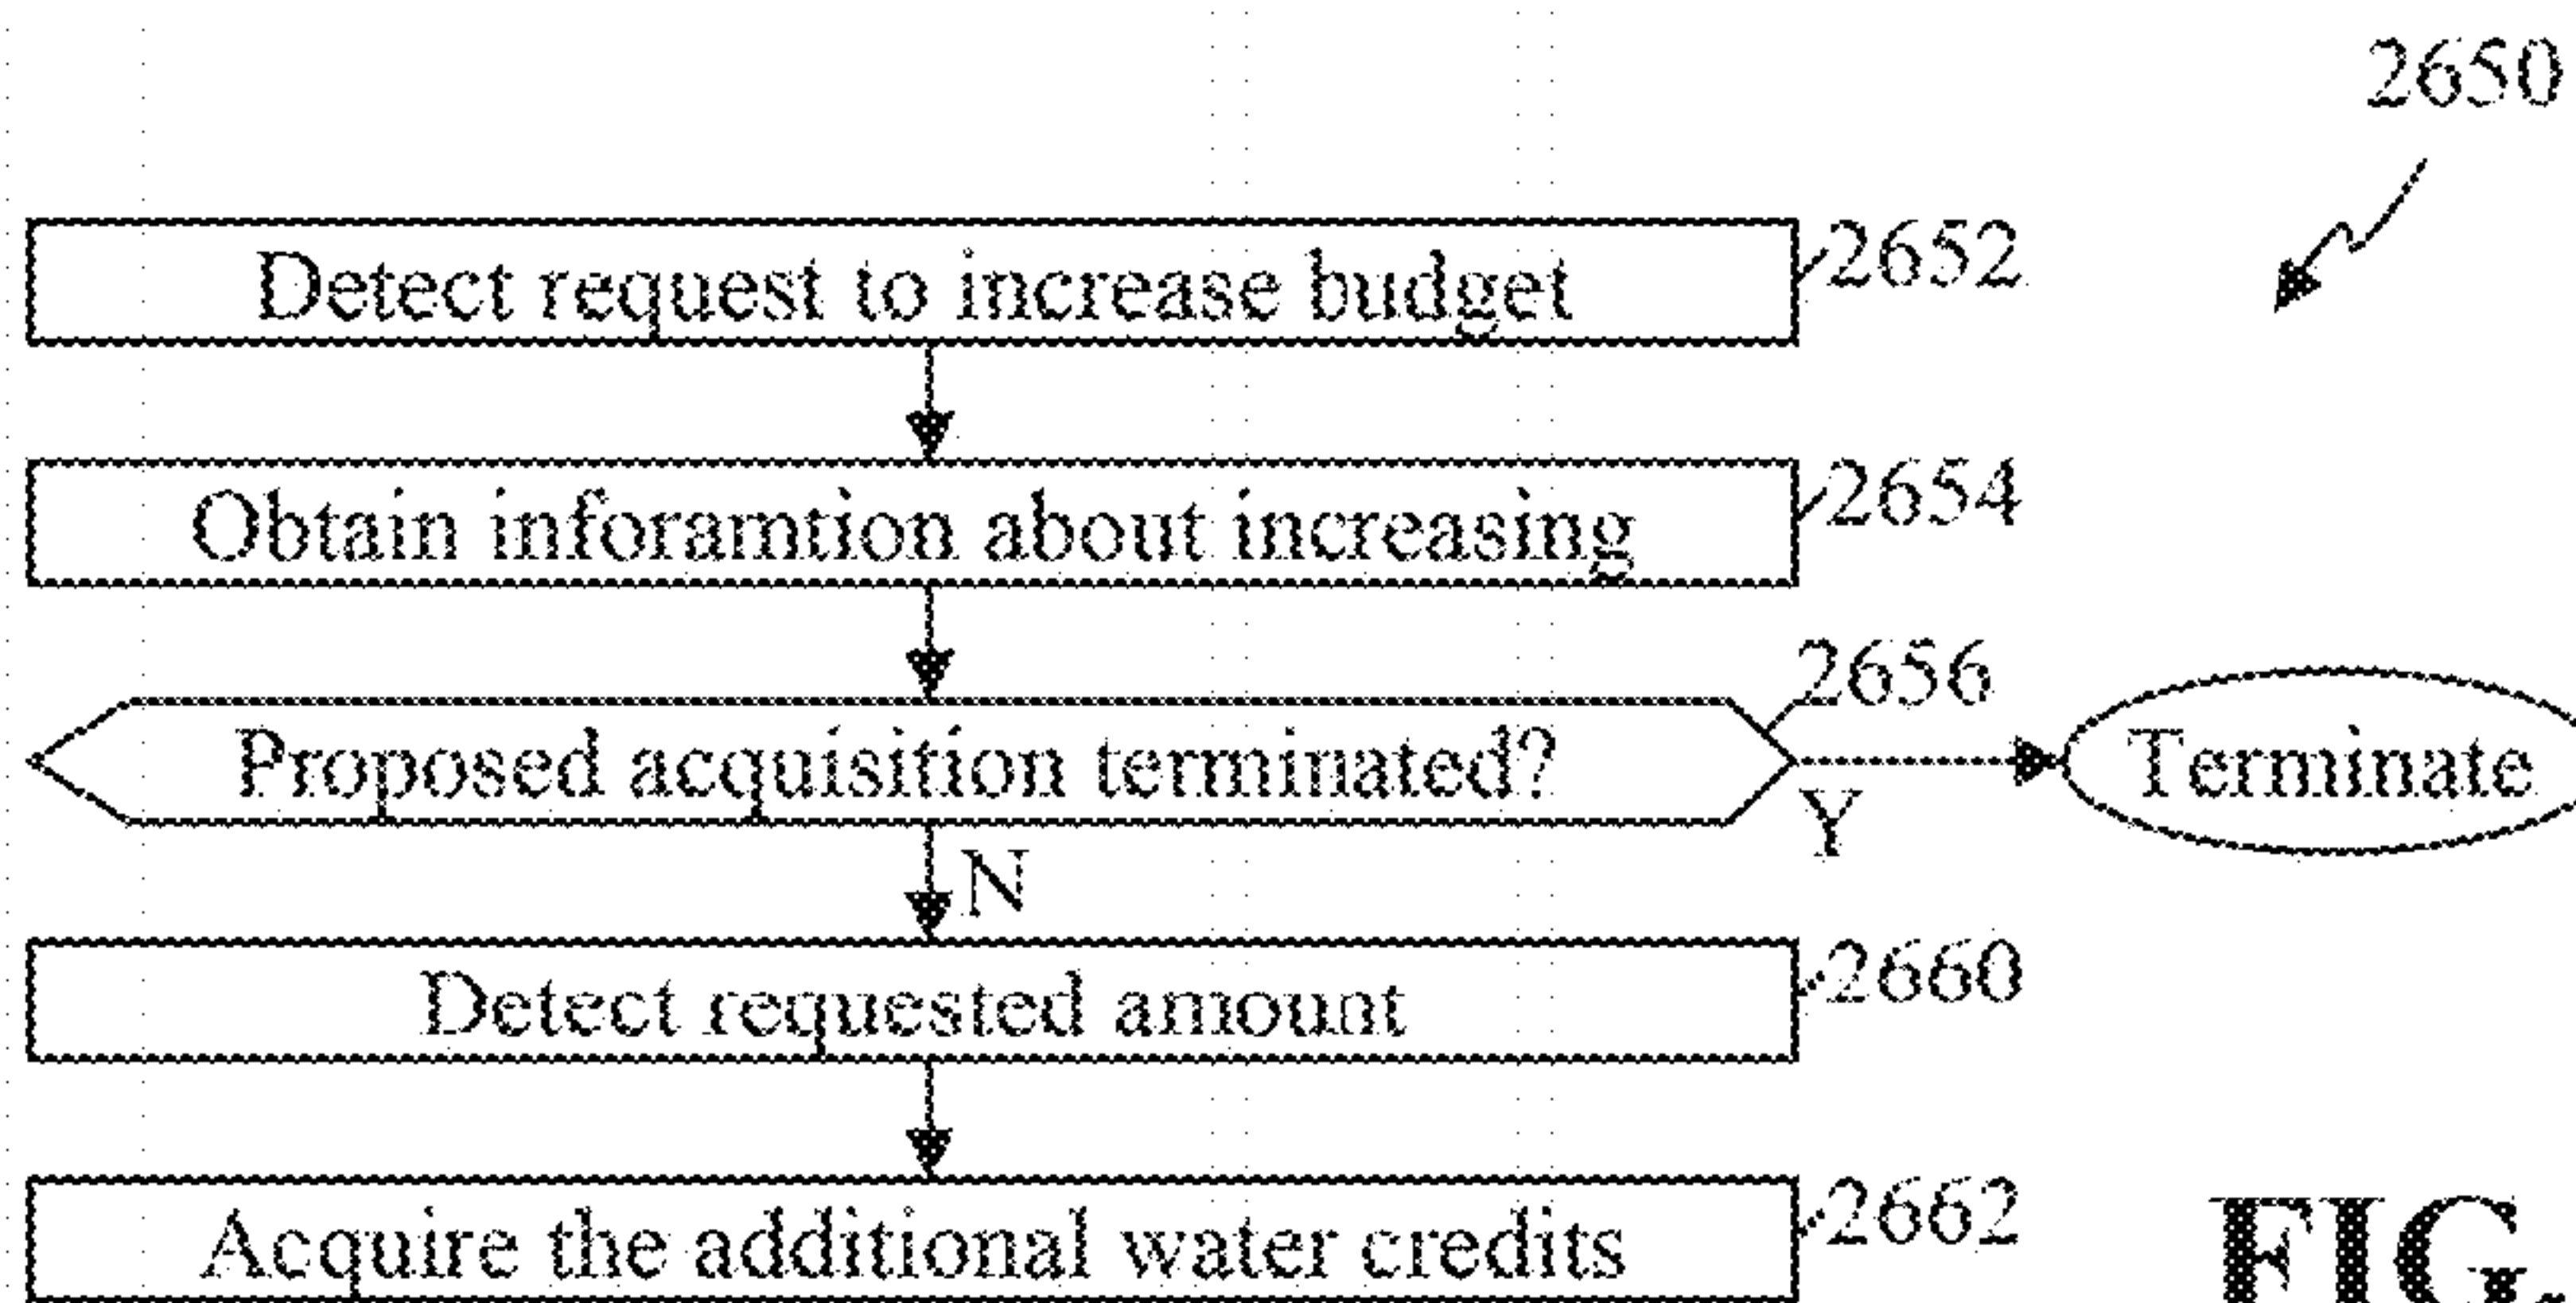 2650
Detect request to increase budget
2652
Obtain inforamtion about increasing
2654
2656
Proposed acquisition terminated?
Terminate
Y
N
Detect requested amount
2660
Acquire the additional water credits
2662
FIG.